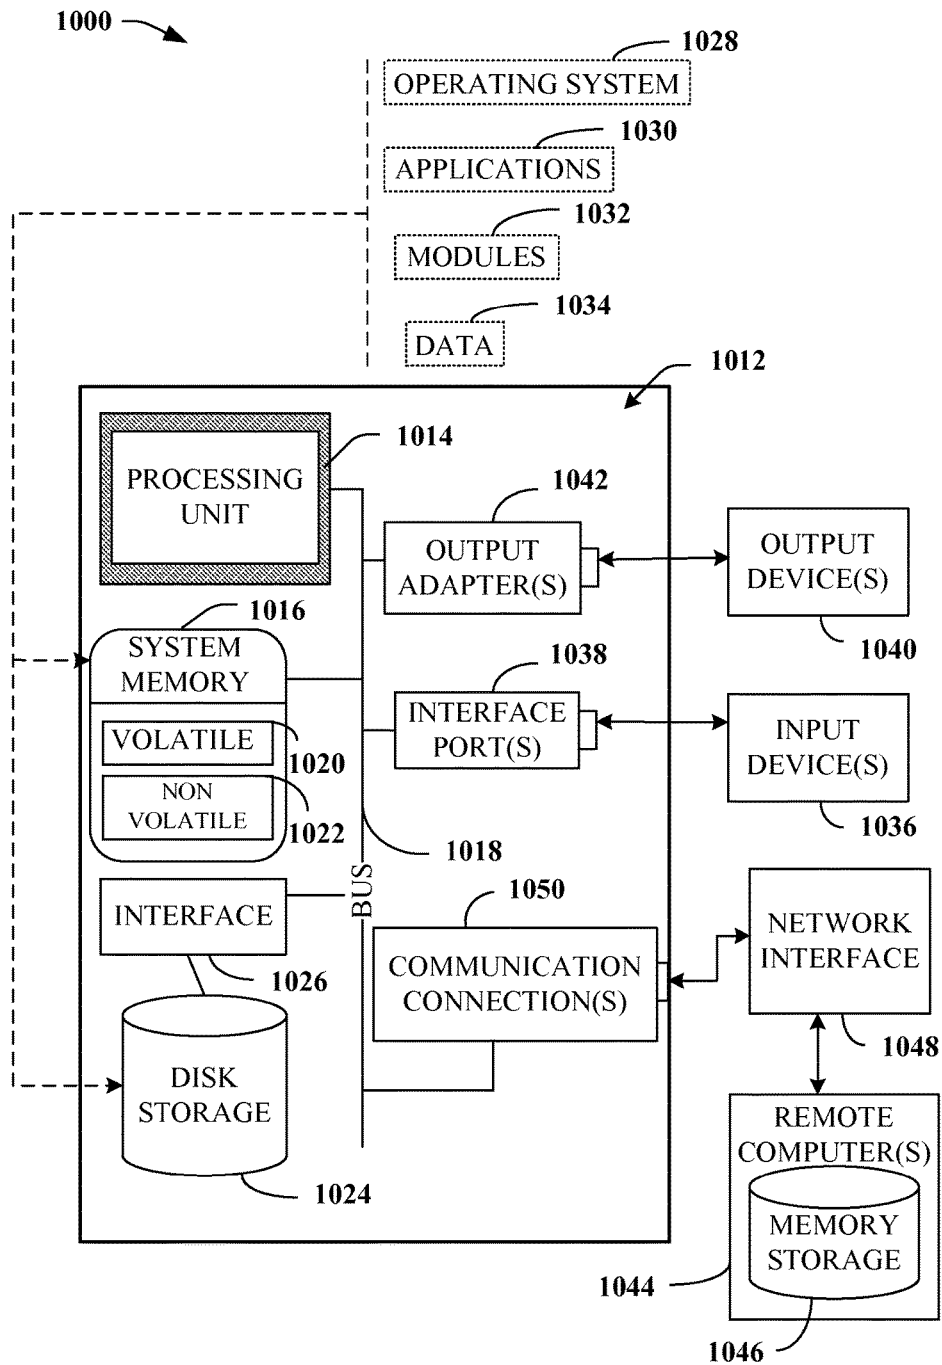 1000
1028
OPERATING SYSTEM
1030
APPLICATIONS
1032
MODULES
1034
DATA
1012
PROCESSING
UNIT
1014
1042
OUTPUT
ADAPTER(S)
OUTPUT
DEVICE(S)
1040
1016
SYSTEM
MEMORY
VOLATILE
1020
NON
VOLATILE
1022
1038
INTERFACE
PORT(S)
INPUT
DEVICE(S)
1036
1018
BUS
INTERFACE
1026
1050
COMMUNICATION
CONNECTION(S)
NETWORK
INTERFACE
1048
DISK
STORAGE
1024
REMOTE
COMPUTER(S)
MEMORY
STORAGE
1044
1046